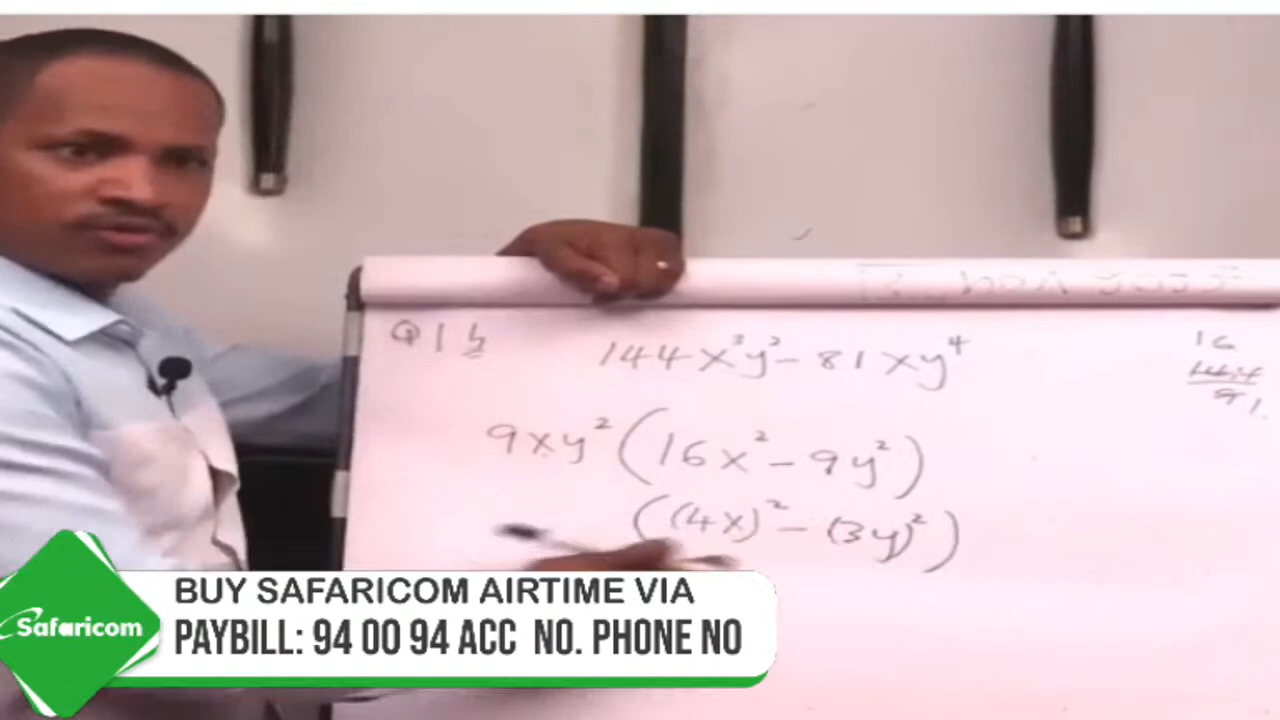 Q1b
144x³y² - 81xy⁴
16
144
91.
9xy²(16x² - 9y²)
((4x)² - (3y)²)
Safaricom
BUY SAFARICOM AIRTIME VIA
PAYBILL: 94 00 94 ACC NO. PHONE NO